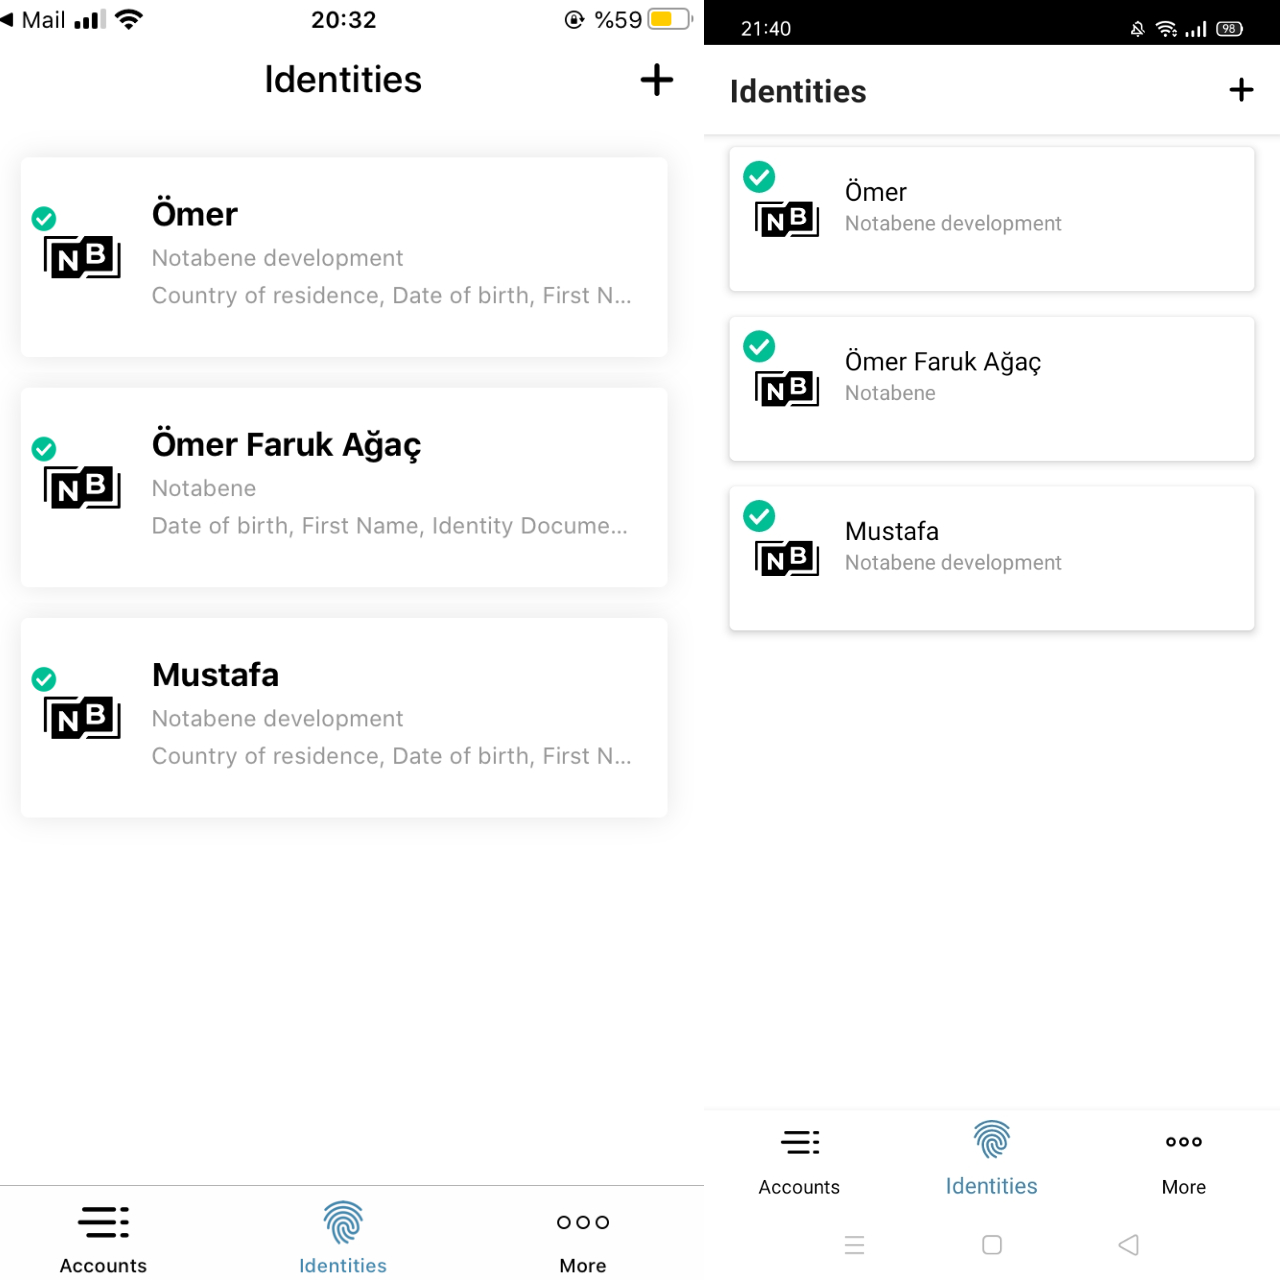 Mail 20:32 %59
Identities
Ömer
Notabene development
Country of residence, Date of birth, First N...
NB
Ömer Faruk Ağaç
Notabene
Date of birth, First Name, Identity Docume...
NB
Mustafa
Notabene development
Country of residence, Date of birth, First N...
NB
Accounts Identities More
21:40 98
Identities
Ömer
Notabene development
NB
Ömer Faruk Ağaç
Notabene
NB
Mustafa
Notabene development
NB
Accounts Identities More